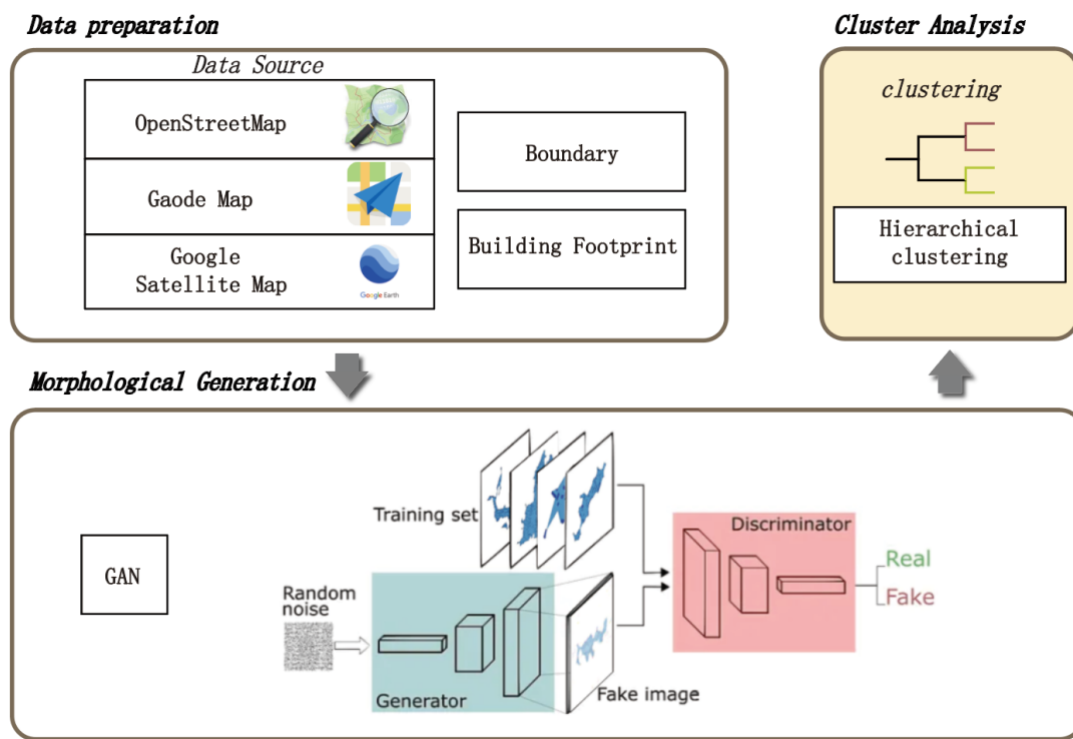 Data preparation
Data Source
OpenStreetMap
Gaode Map
Google
Satellite Map
Google Earth
Boundary
Building Footprint
Cluster Analysis
clustering
Hierarchical
clustering
Morphological Generation
GAN
Training set
Random
noise
Generator
Fake image
Discriminator
Real
Fake